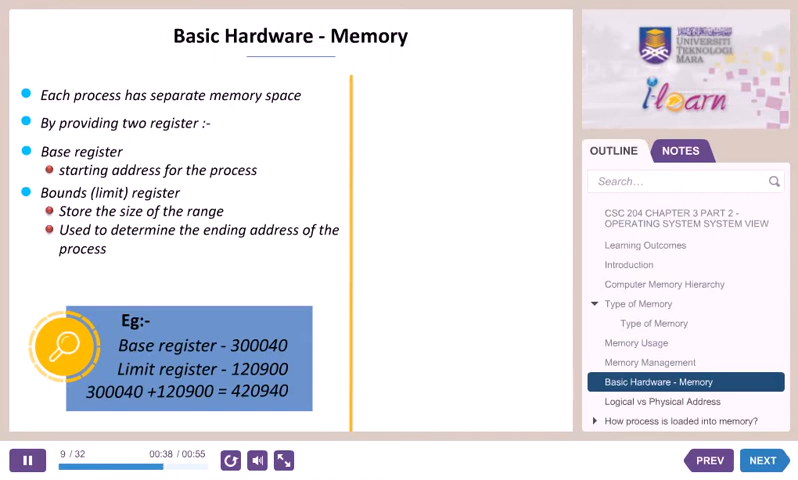 Basic Hardware - Memory
Each process has separate memory space
By providing two register :-
Base register
starting address for the process
Bounds (limit) register
Store the size of the range
Used to determine the ending address of the
process
Eg:-
Base register - 300040
Limit register - 120900
300040 +120900 = 420940
UNIVERSITI
TEKNOLOGI
MARA
i-learn
OUTLINE
NOTES
Search...
CSC 204 CHAPTER 3 PART 2 -
OPERATING SYSTEM SYSTEM VIEW
Learning Outcomes
Introduction
Computer Memory Hierarchy
Type of Memory
Type of Memory
Memory Usage
Memory Management
Basic Hardware - Memory
Logical vs Physical Address
How process is loaded into memory?
9 / 32
00:38 / 00:55
PREV
NEXT